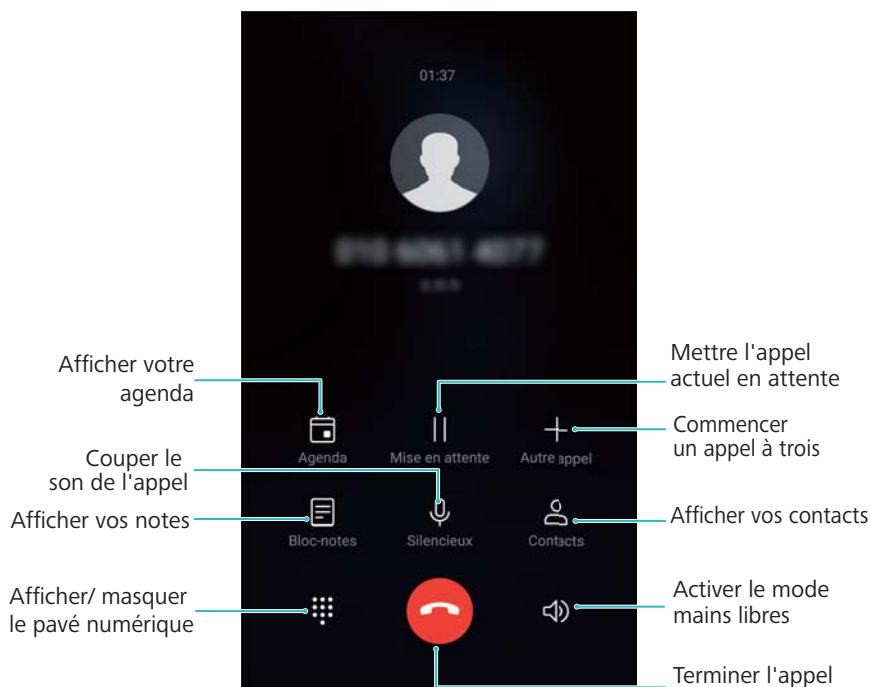 01:37
Afficher votre
agenda
Mettre l'appel
actuel en attente
Commencer
un appel à trois
Agenda
Mise en attente
Autre appel
Couper le
son de l'appel
Afficher vos notes
Afficher vos contacts
Bloc-notes
Silencieux
Contacts
Afficher/ masquer
le pavé numérique
Activer le mode
mains libres
Terminer l'appel